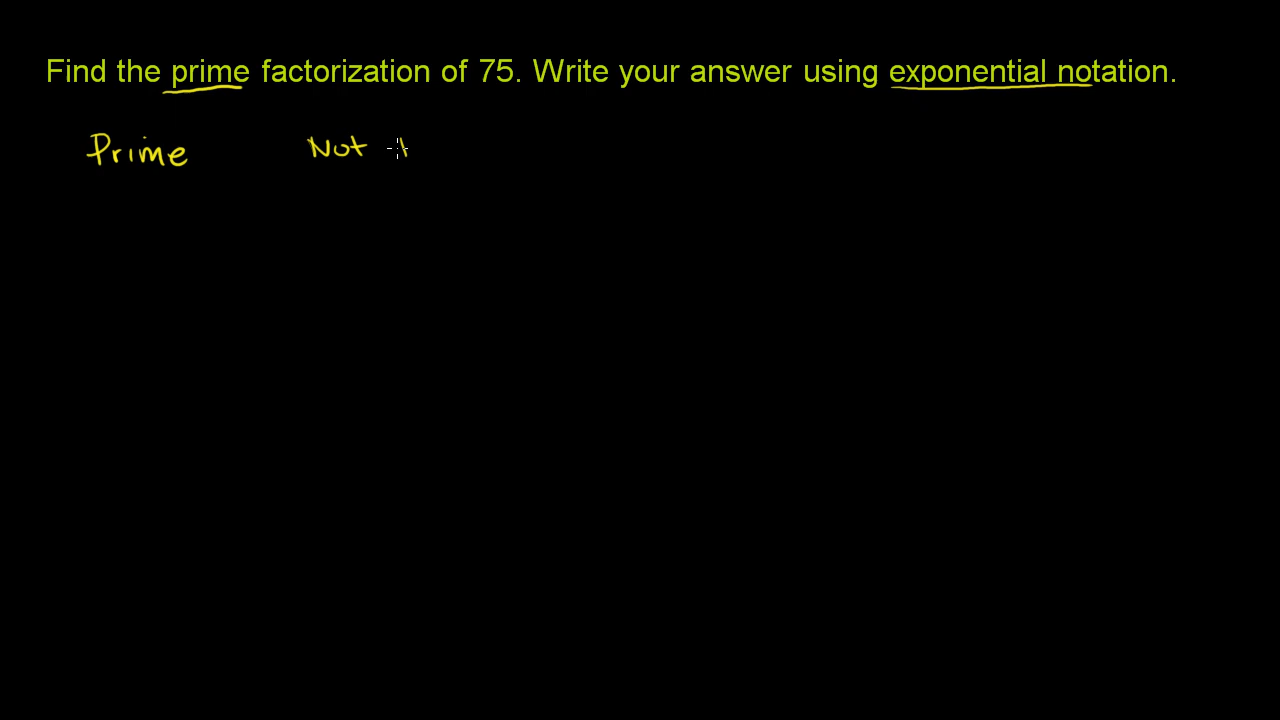 Find the prime factorization of 75. Write your answer using exponential notation.
Prime Not